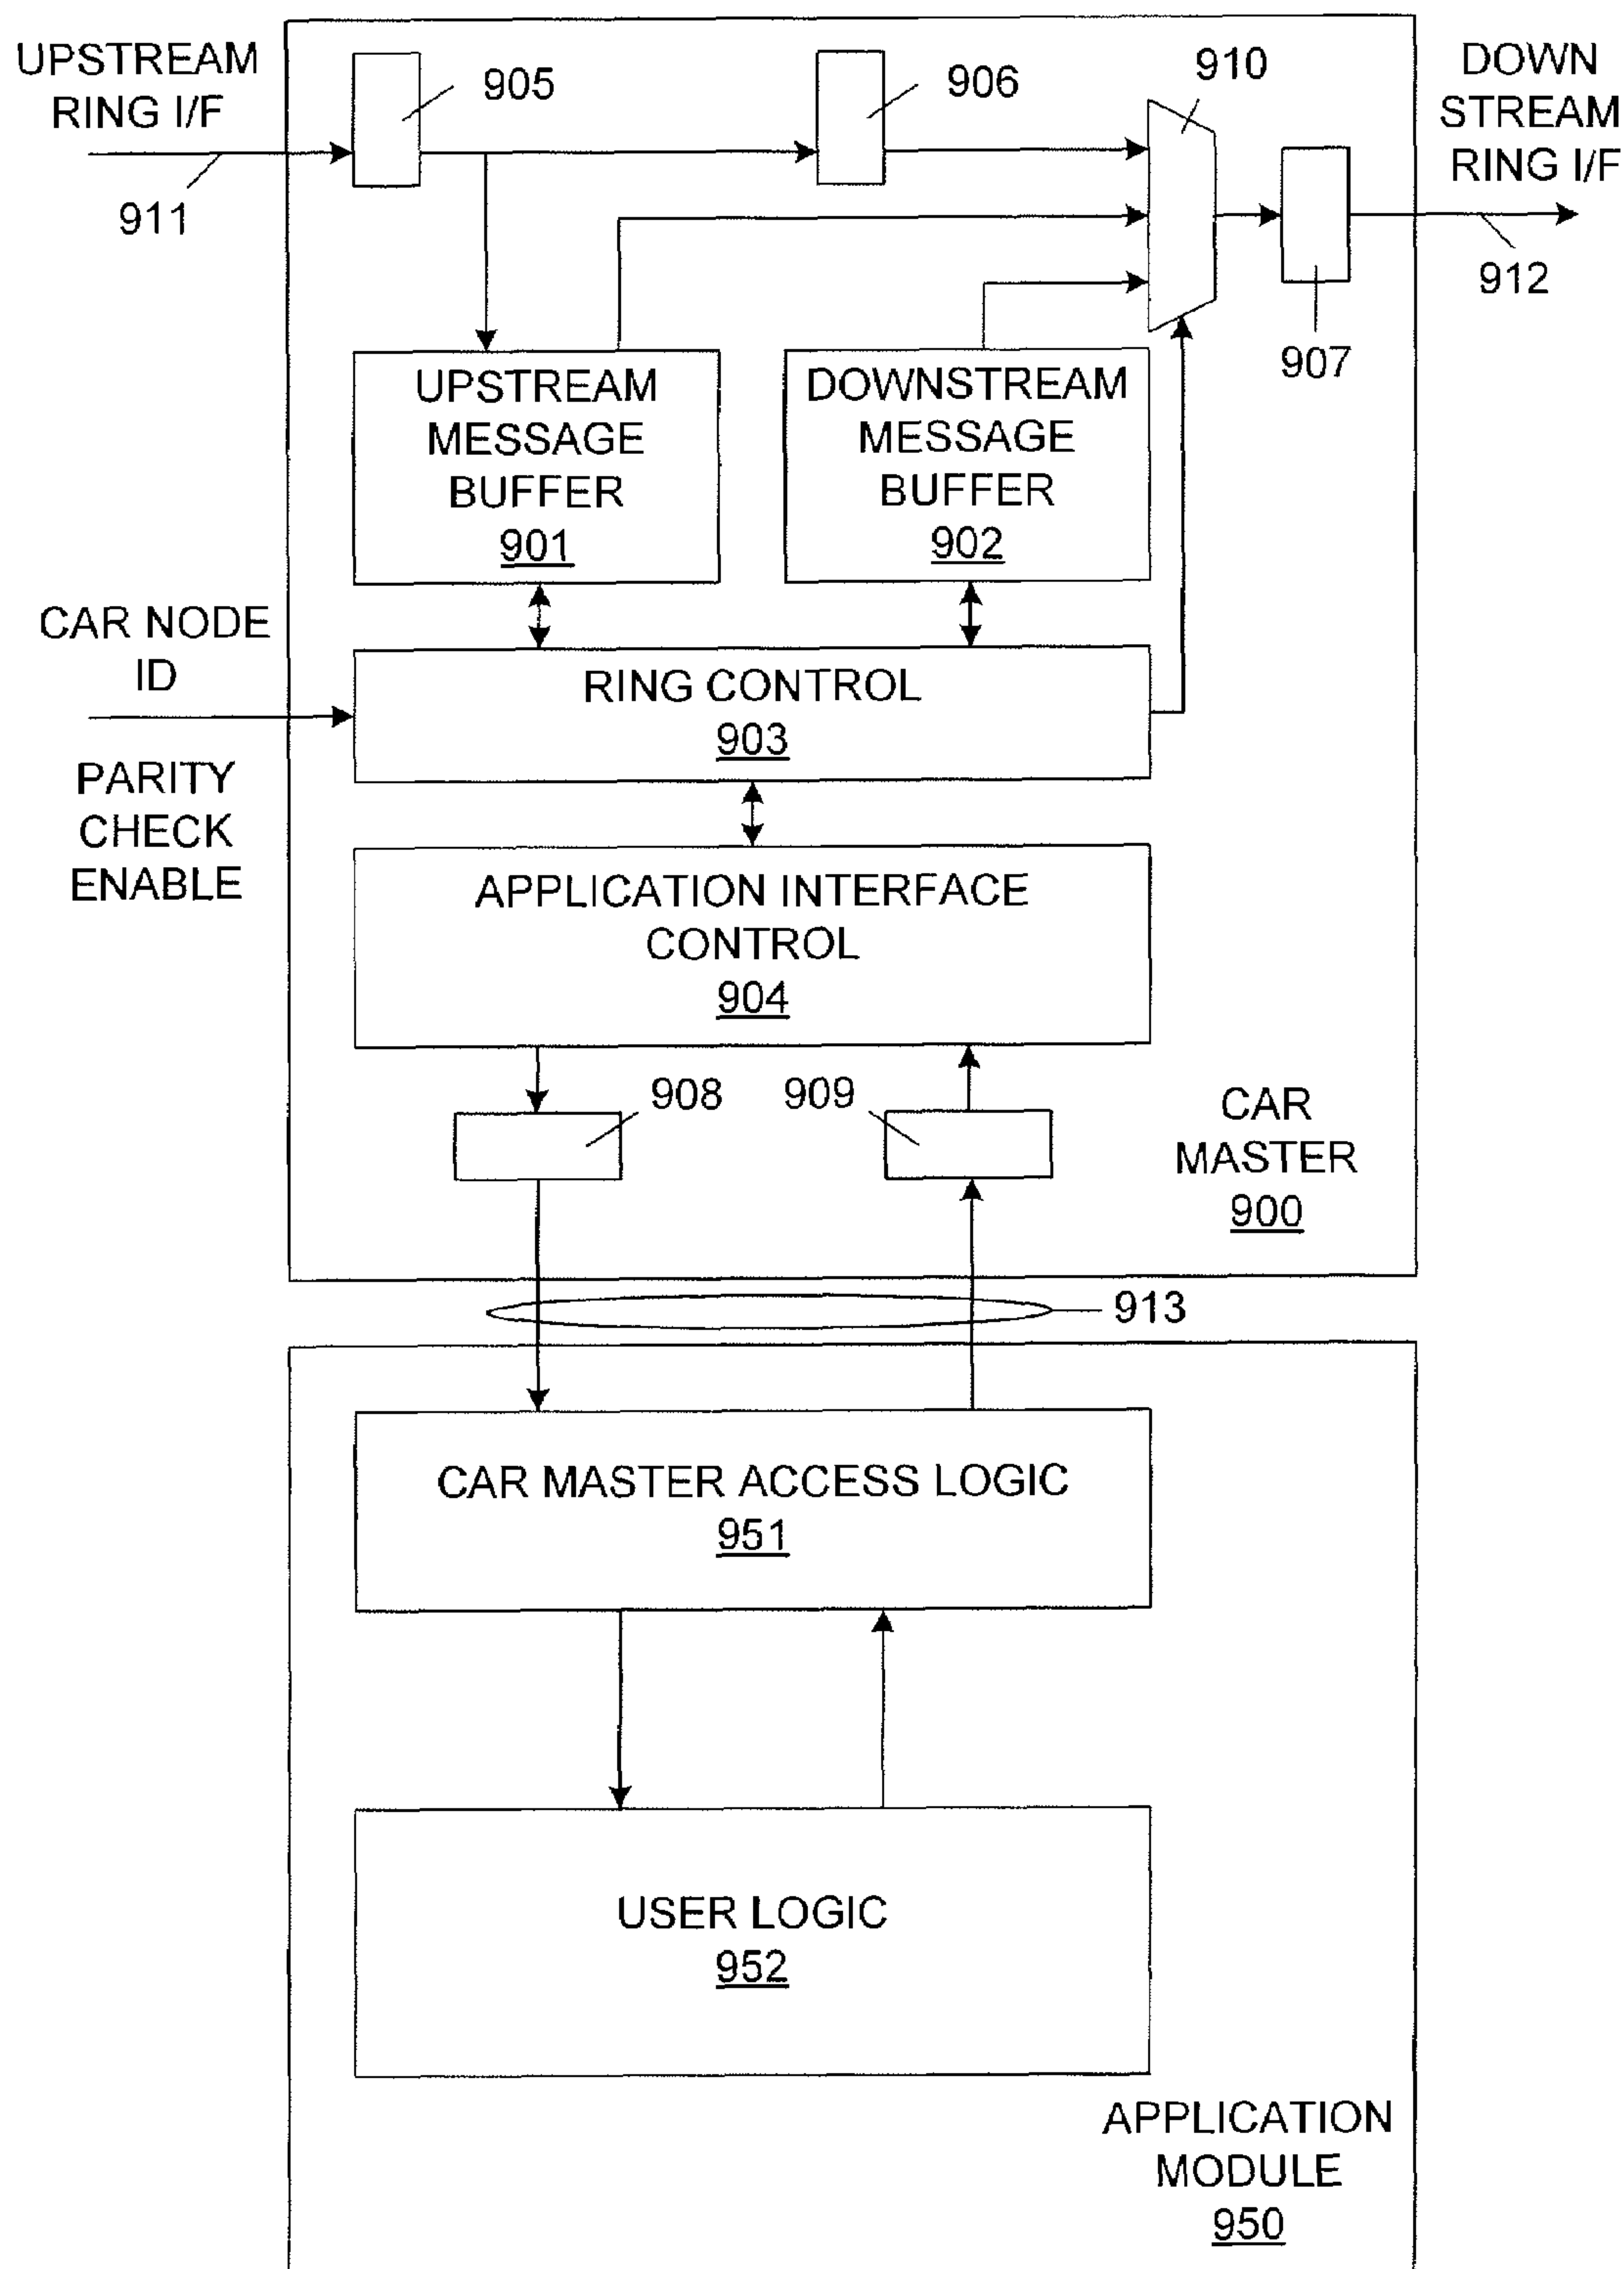 UPSTREAM
RING I/F
905
906
910
DOWN
STREAM
RING I/F
911
912
907
UPSTREAM
MESSAGE
BUFFER
901
DOWNSTREAM
MESSAGE
BUFFER
902
CAR NODE
ID
RING CONTROL
903
PARITY
CHECK
ENABLE
APPLICATION INTERFACE
CONTROL
904
908
909
CAR
MASTER
900
913
CAR MASTER ACCESS LOGIC
951
USER LOGIC
952
APPLICATION
MODULE
950